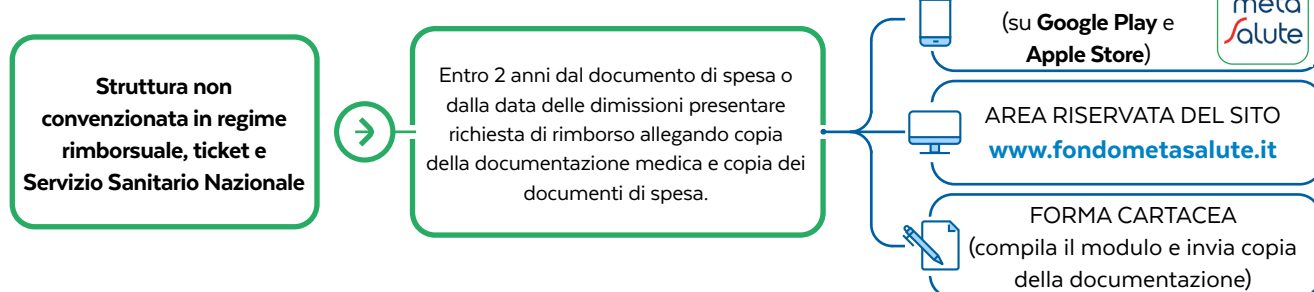 Struttura non
convenzionata in regime
rimborsuale, ticket e
Servizio Sanitario Nazionale
Entro 2 anni dal documento di spesa o
dalla data delle dimissioni presentare
richiesta di rimborso allegando copia
della documentazione medica e copia dei
documenti di spesa.
(su Google Play e
Apple Store)
meta
Salute
AREA RISERVATA DEL SITO
www.fondometasalute.it
FORMA CARTACEA
(compila il modulo e invia copia
della documentazione)